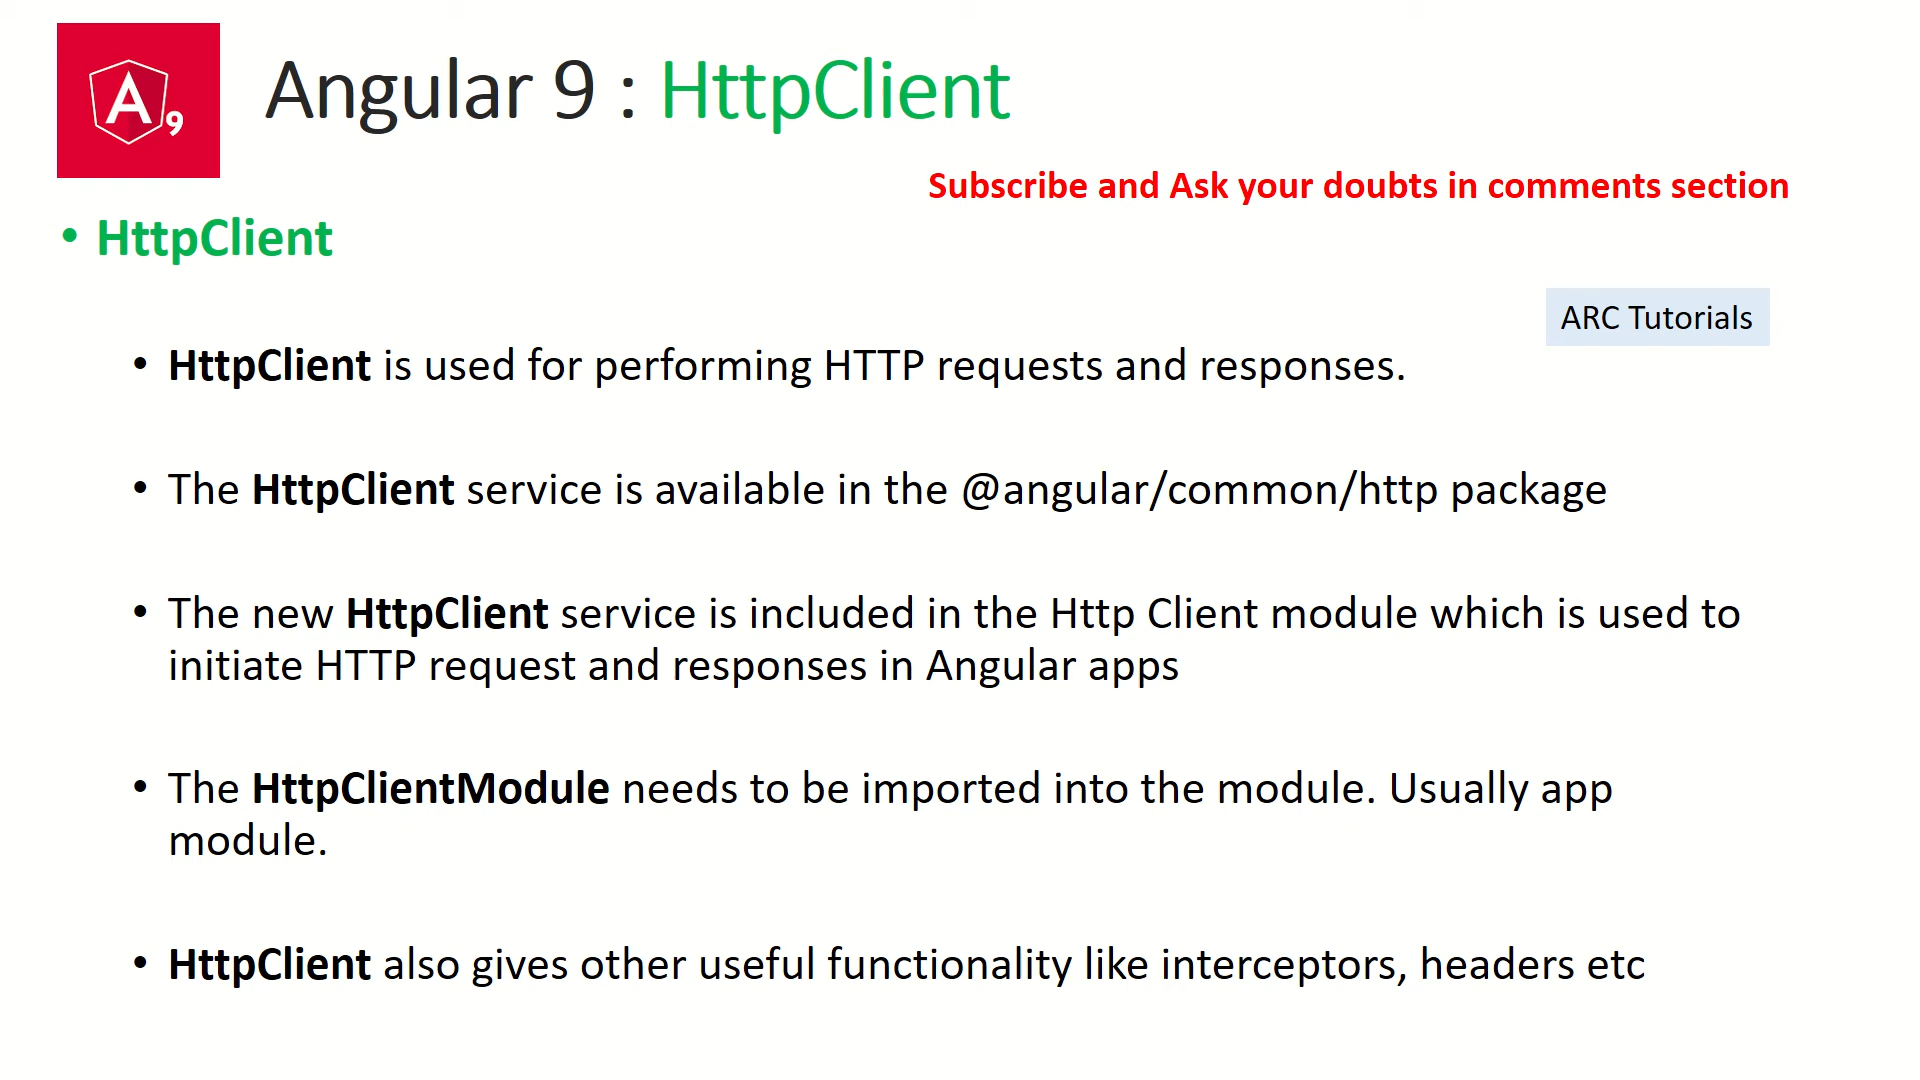 A9
Angular 9 : HttpClient
Subscribe and Ask your doubts in comments section
• HttpClient
ARC Tutorials
• HttpClient is used for performing HTTP requests and responses.
• The HttpClient service is available in the @angular/common/http package
• The new HttpClient service is included in the Http Client module which is used to
initiate HTTP request and responses in Angular apps
• The HttpClientModule needs to be imported into the module. Usually app
module.
• HttpClient also gives other useful functionality like interceptors, headers etc